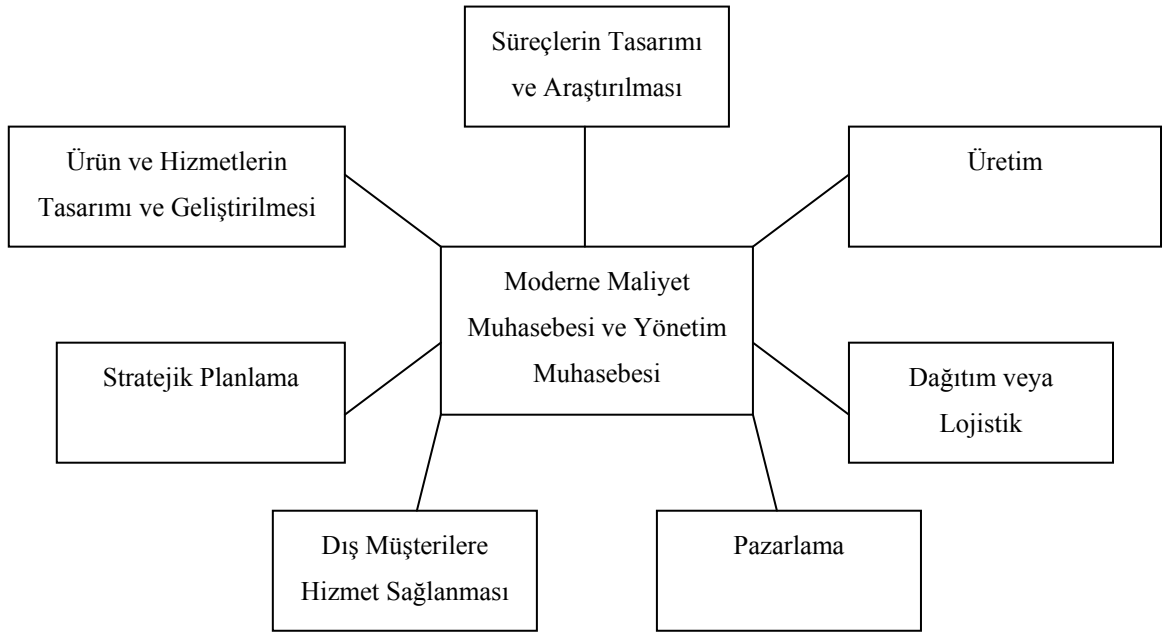 Süreçlerin Tasarımı
ve Araştırılması
Ürün ve Hizmetlerin
Tasarımı ve Geliştirilmesi
Üretim
Moderne Maliyet
Muhasebesi ve Yönetim
Muhasebesi
Stratejik Planlama
Dağıtım veya
Lojistik
Dış Müşterilere
Hizmet Sağlanması
Pazarlama